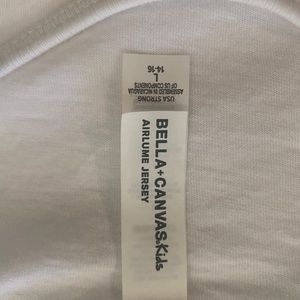 BELLA+CANVAS®Kids
AIRLUME JERSEY
USA STRONG
ASSEMBLED IN NICARAGUA
OF US COMPONENTS
L
14-16